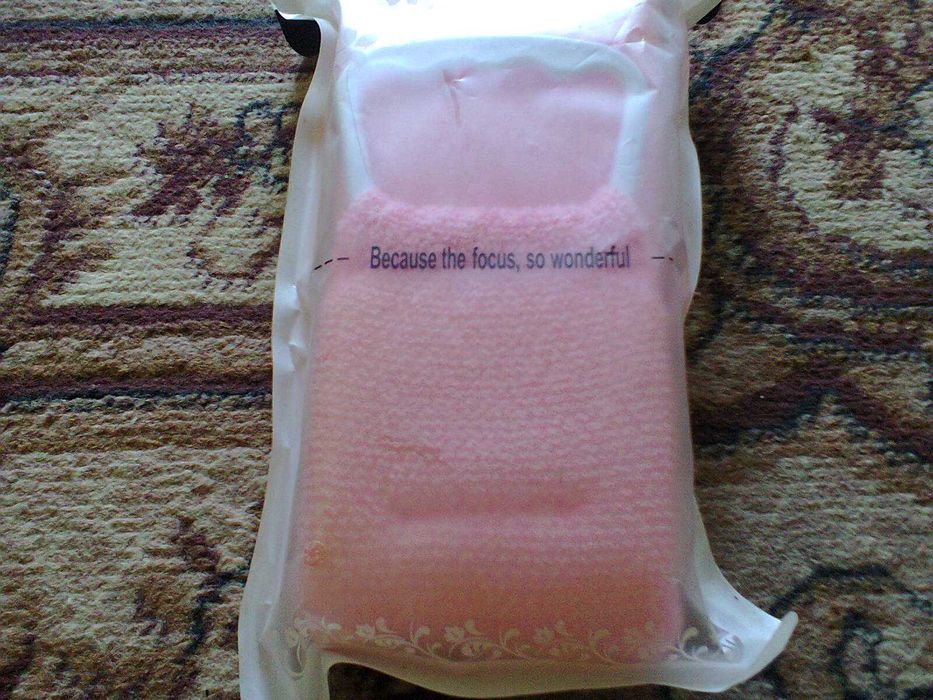 Because the focus, so wonderful